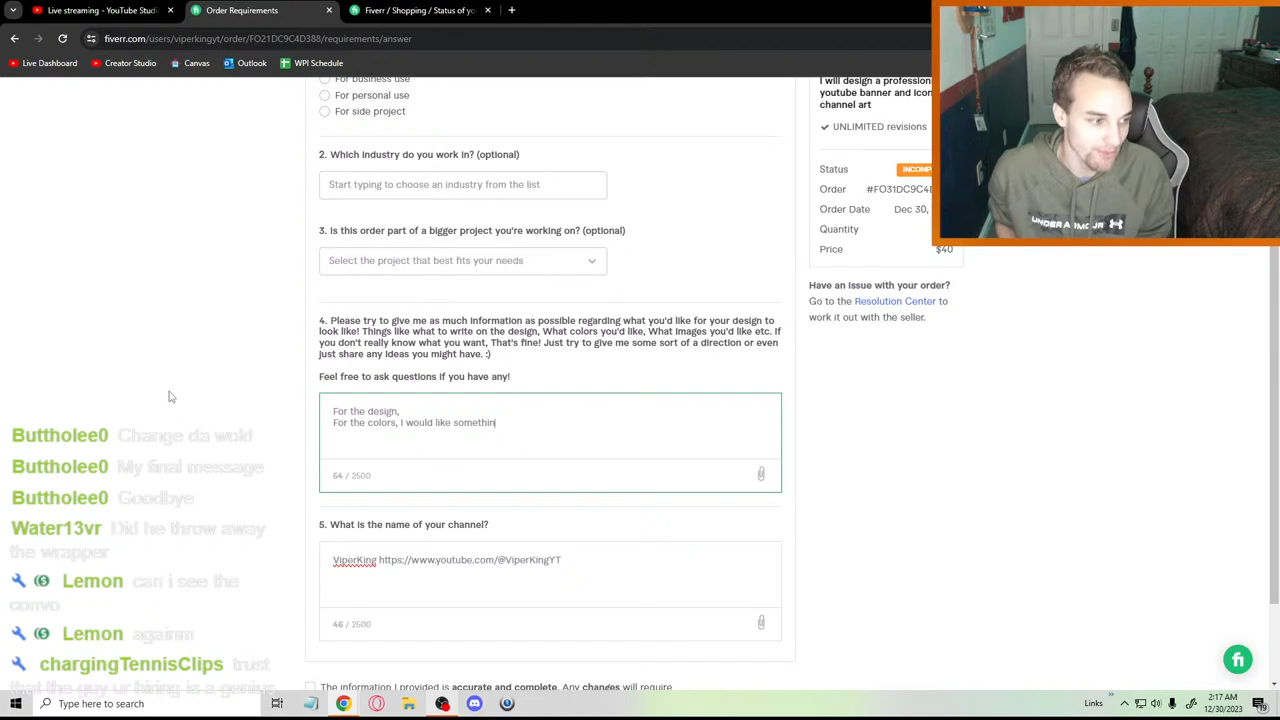 Live streaming - YouTube Studi
Order Requirements
Fiverr / Shopping / Status of yo
fiverr.com/users/viperkingyt/order/FO21DC9C4D388/requirements/answer
Live Dashboard
Creator Studio
Canvas
Outlook
WPI Schedule
For business use
For personal use
For side project
2. Which industry do you work in? (optional)
Start typing to choose an industry from the list
3. Is this order part of a bigger project you're working on? (optional)
Select the project that best fits your needs
4. Please try to give me as much information as possible regarding what you'd like for your design to
look like! Things like what to write on the design, What colors you'd like, What images you'd like etc. If
you don't really know what you want, That's fine! Just try to give me some sort of a direction or even
just share any ideas you might have. :)
Feel free to ask questions if you have any!
For the design,
For the colors, I would like somethin
54 / 2500
5. What is the name of your channel?
ViperKing https://www.youtube.com/@ViperKingYT
46 / 2500
The information I provided is accurate and complete. Any changes will require
I will design a profession
youtube banner and icon
channel art
UNLIMITED revisions
Status
INCOMP
Order
#FO31DC9C4D
Order Date
Dec 30,
Quantity
Price
$40
Have an issue with your order?
Go to the Resolution Center to
work it out with the seller.
UNDER ARMOUR
Buttholee0 Change da wold
Buttholee0 My final message
Buttholee0 Goodbye
Water13vr Did he throw away
the wrapper
Lemon can i see the
convo
Lemon againm
chargingTennisClips trust
that the guy ur hiring is a genius
fi
Type here to search
Links
2:17 AM
12/30/2023
19